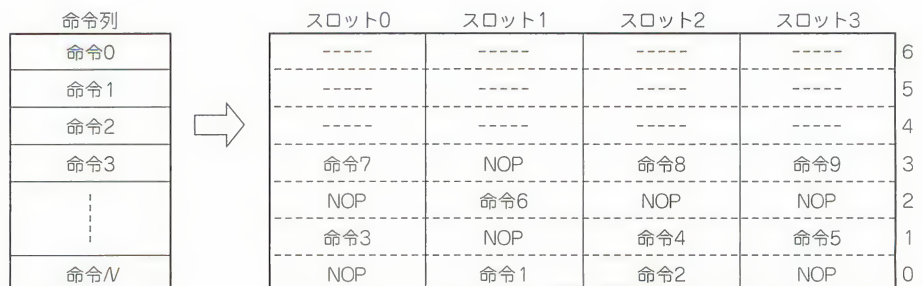 命令列
命令0
命令1
命令2
命令3
命令N
スロット0 スロット1 スロット2 スロット3
----- ----- ----- ----- 6
----- ----- ----- ----- 5
----- ----- ----- ----- 4
命令7 NOP 命令8 命令9 3
NOP 命令6 NOP NOP 2
命令3 NOP 命令4 命令5 1
NOP 命令1 命令2 NOP 0